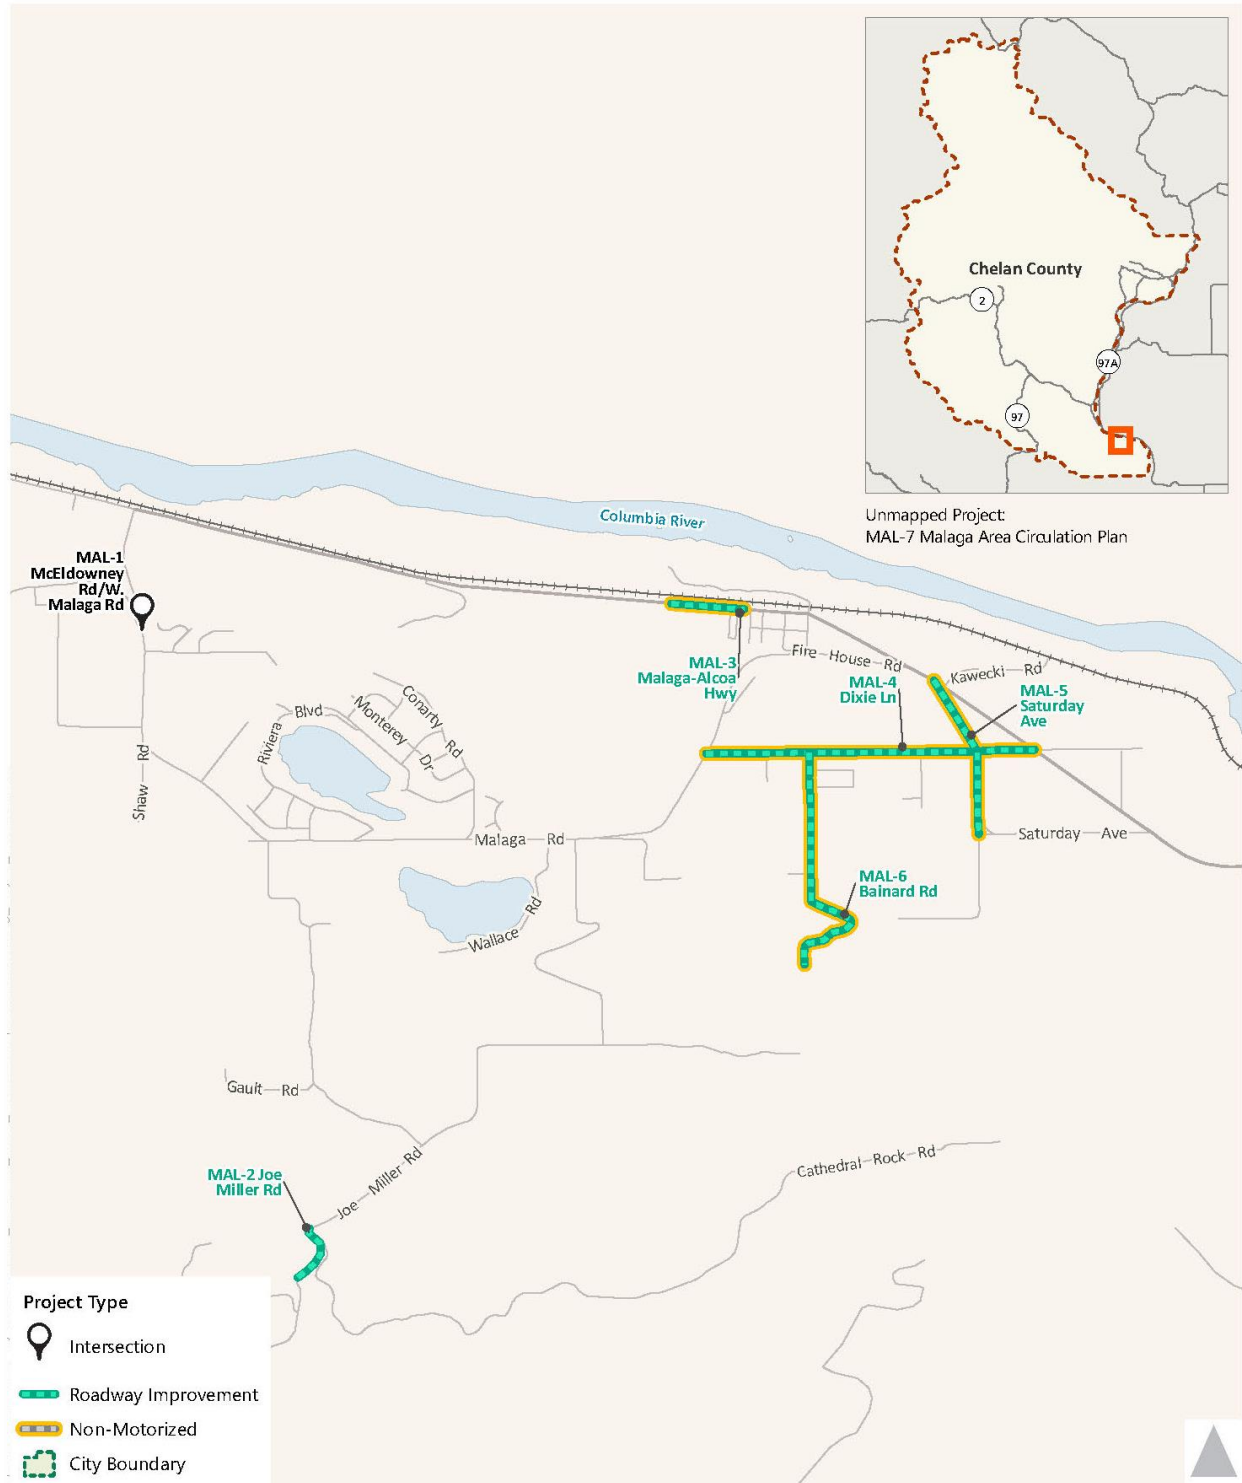 Chelan County
2
97A
97
Unmapped Project:
MAL-7 Malaga Area Circulation Plan
Columbia River
MAL-1
McEldowney
Rd/W.
Malaga Rd
MAL-3
Malaga-Alcoa
Hwy
Fire House Rd
MAL-4
Dixie Ln
Kawecki Rd
MAL-5
Saturday
Ave
Riviera
Blvd
Monterey
Dr
Conarty Rd
Shaw Rd
Malaga Rd
Saturday Ave
MAL-6
Bainard Rd
Wallace Rd
Gault Rd
MAL-2 Joe
Miller Rd
Joe Miller Rd
Cathedral Rock Rd
Project Type
Intersection
Roadway Improvement
Non-Motorized
City Boundary